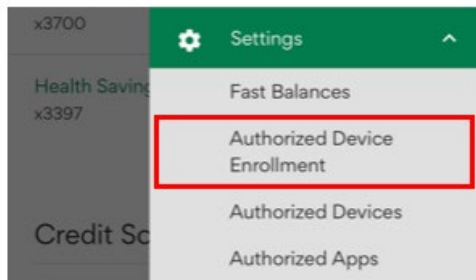 x3700
Settings
Health Saving
x3397
Fast Balances
Authorized Device
Enrollment
Authorized Devices
Credit Sc
Authorized Apps